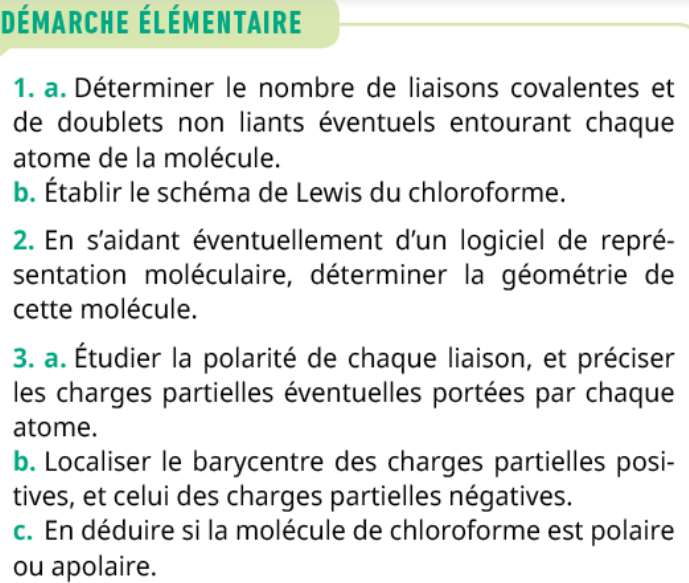 DÉMARCHE ÉLÉMENTAIRE
1. a. Déterminer le nombre de liaisons covalentes et
de doublets non liants éventuels entourant chaque
atome de la molécule.
b. Établir le schéma de Lewis du chloroforme.
2. En s'aidant éventuellement d'un logiciel de repré-
sentation moléculaire, déterminer la géométrie de
cette molécule.
3. a. Étudier la polarité de chaque liaison, et préciser
les charges partielles éventuelles portées par chaque
atome.
b. Localiser le barycentre des charges partielles posi-
tives, et celui des charges partielles négatives.
c. En déduire si la molécule de chloroforme est polaire
ou apolaire.